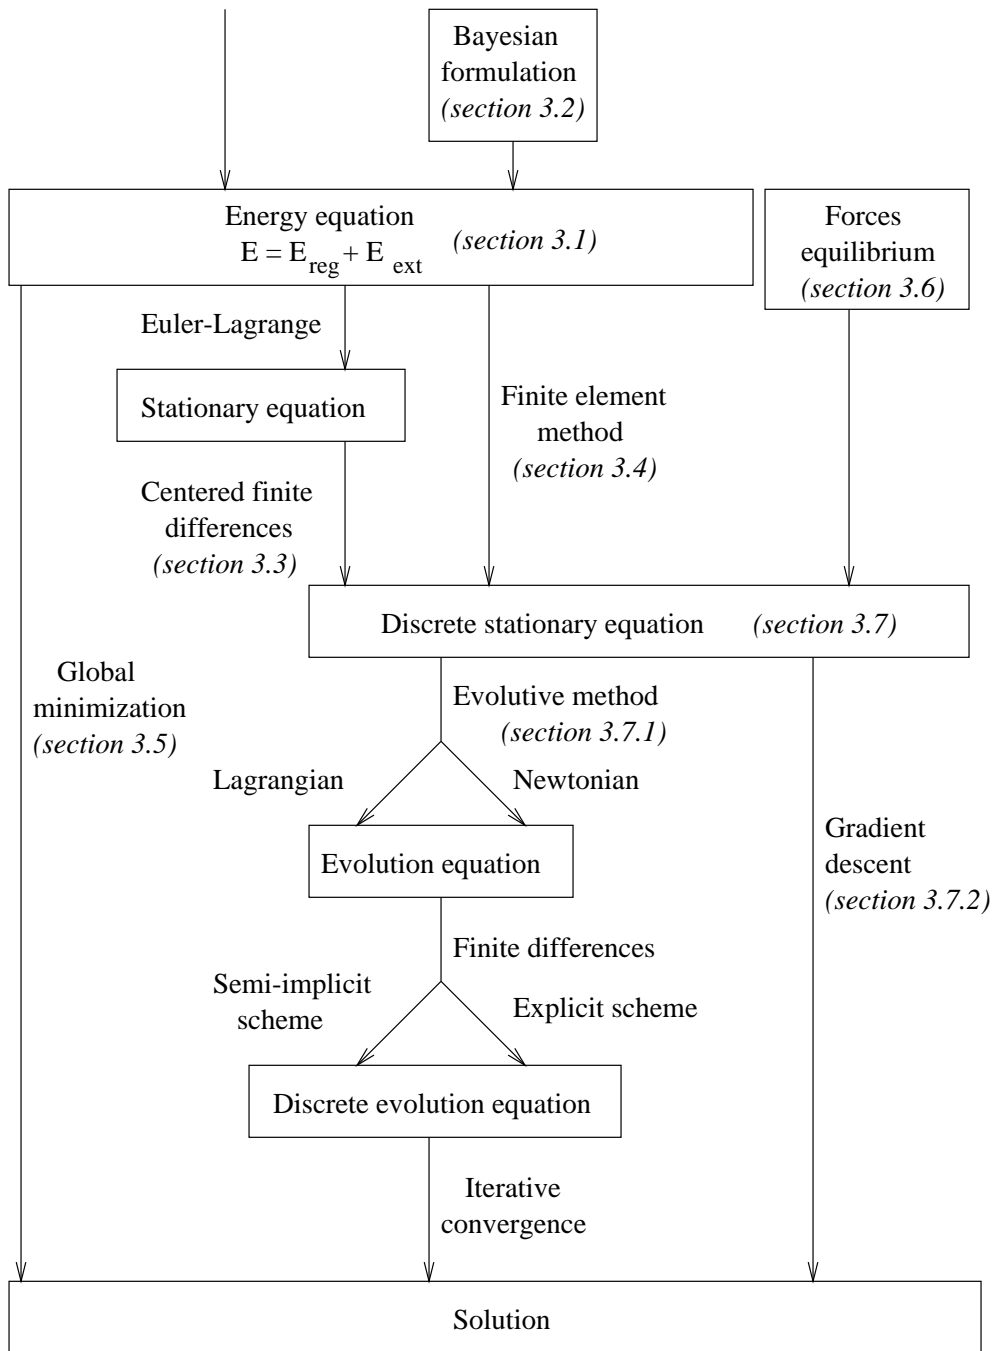 Bayesian
formulation
(section 3.2)
Energy equation
E = E reg + E ext
(section 3.1)
Forces
equilibrium
(section 3.6)
Euler-Lagrange
Stationary equation
Finite element
method
(section 3.4)
Centered finite
differences
(section 3.3)
Discrete stationary equation (section 3.7)
Global
minimization
(section 3.5)
Evolutive method
(section 3.7.1)
Lagrangian
Newtonian
Evolution equation
Gradient
descent
(section 3.7.2)
Finite differences
Semi-implicit
scheme
Explicit scheme
Discrete evolution equation
Iterative
convergence
Solution